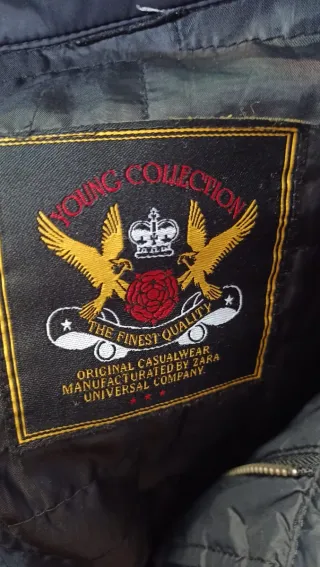 YOUNG COLLECTION
THE FINEST QUALITY
ORIGINAL CASUALWEAR
MANUFACTURATED BY ZARA
UNIVERSAL COMPANY.